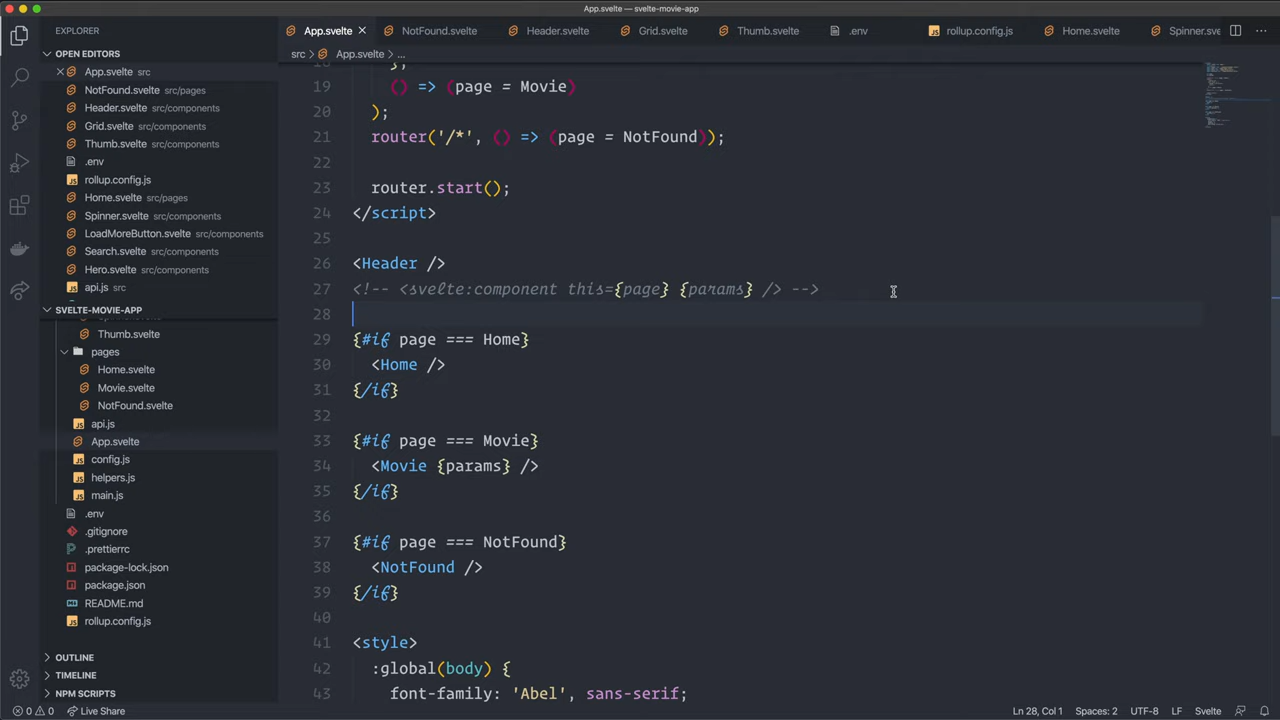 App.svelte — svelte-movie-app
EXPLORER
App.svelte
NotFound.svelte
Header.svelte
Grid.svelte
Thumb.svelte
.env
rollup.config.js
Home.svelte
Spinner.sve
OPEN EDITORS
src
App.svelte
...
App.svelte src
NotFound.svelte src/pages
Header.svelte src/components
Grid.svelte src/components
Thumb.svelte src/components
.env
rollup.config.js
Home.svelte src/pages
Spinner.svelte src/components
LoadMoreButton.svelte src/components
Search.svelte src/components
Hero.svelte src/components
api.js
SVELTE-MOVIE-APP
Thumb.svelte
pages
Home.svelte
Movie.svelte
NotFound.svelte
api.js
App.svelte
config.js
helpers.js
main.js
.env
.gitignore
.prettierrc
package-lock.json
package.json
README.md
rollup.config.js
OUTLINE
TIMELINE
NPM SCRIPTS
19 () => (page = Movie)
20 );
21 router('/*', () => (page = NotFound));
22
23 router.start();
24 </script>
25
26 <Header />
27 <!-- <svelte:component this={page} {params} /> -->
28
29 {#if page === Home}
30 <Home />
31 {/if}
32
33 {#if page === Movie}
34 <Movie {params} />
35 {/if}
36
37 {#if page === NotFound}
38 <NotFound />
39 {/if}
40
41 <style>
42 :global(body) {
43 font-family: 'Abel', sans-serif;
0 0 Live Share
Ln 28, Col 1 Spaces: 2 UTF-8 LF Svelte